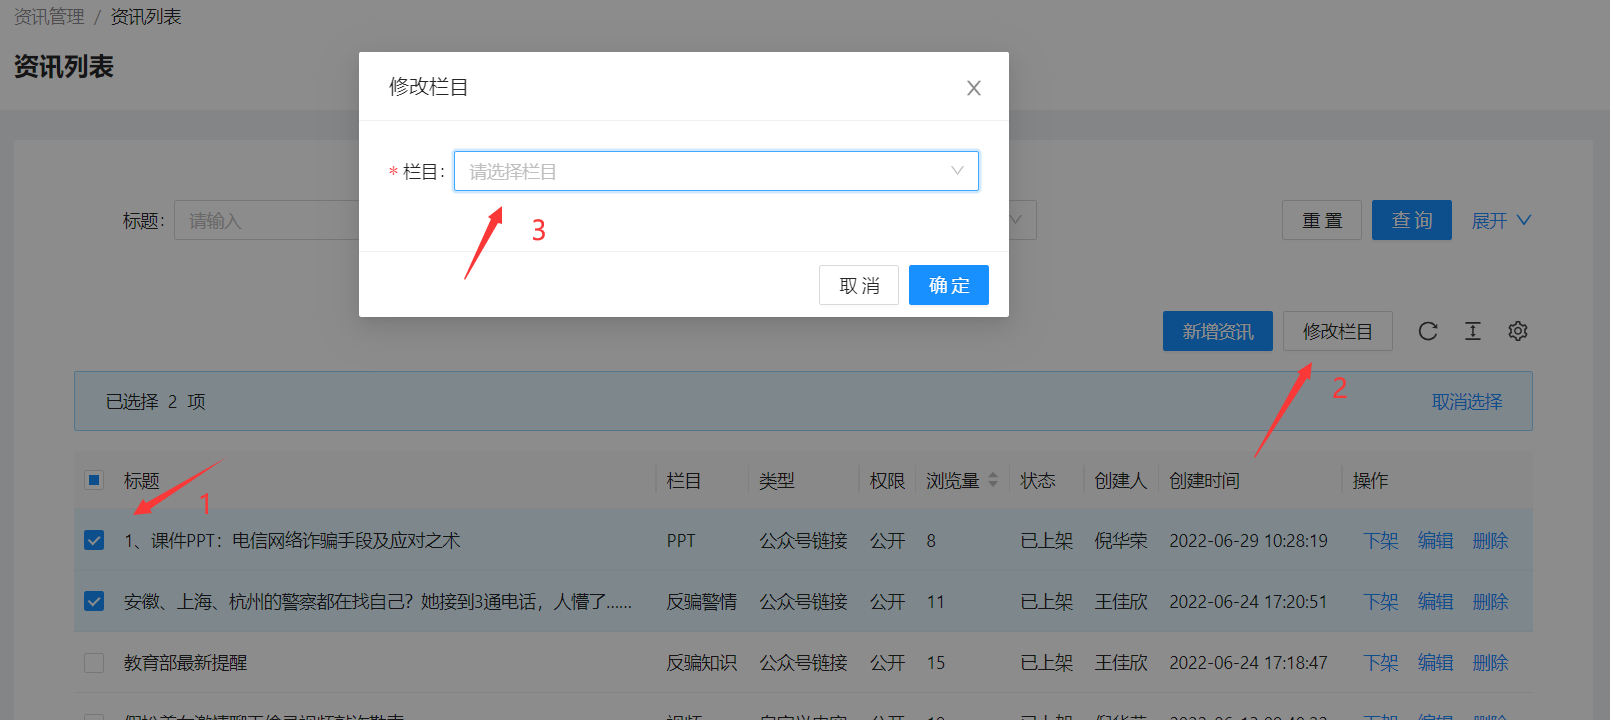 资讯管理 / 资讯列表
资讯列表
修改栏目
* 栏目: 请选择栏目
3
标题: 请输入
重 置 查 询 展开
取 消 确 定
新增资讯 修改栏目
2
已选择 2 项 取消选择
标题 栏目 类型 权限 浏览量 状态 创建人 创建时间 操作
1
1、课件PPT：电信网络诈骗手段及应对之术 PPT 公众号链接 公开 8 已上架 倪华荣 2022-06-29 10:28:19 下架 编辑 删除
安徽、上海、杭州的警察都在找自己？她接到3通电话，人懵了...... 反骗警情 公众号链接 公开 11 已上架 王佳欣 2022-06-24 17:20:51 下架 编辑 删除
教育部最新提醒 反骗知识 公众号链接 公开 15 已上架 王佳欣 2022-06-24 17:18:47 下架 编辑 删除